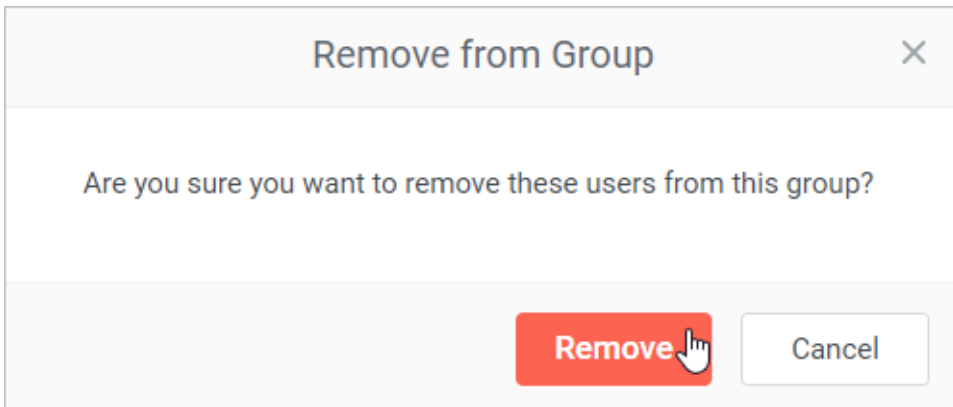 Remove from Group
Are you sure you want to remove these users from this group?
Remove
Cancel